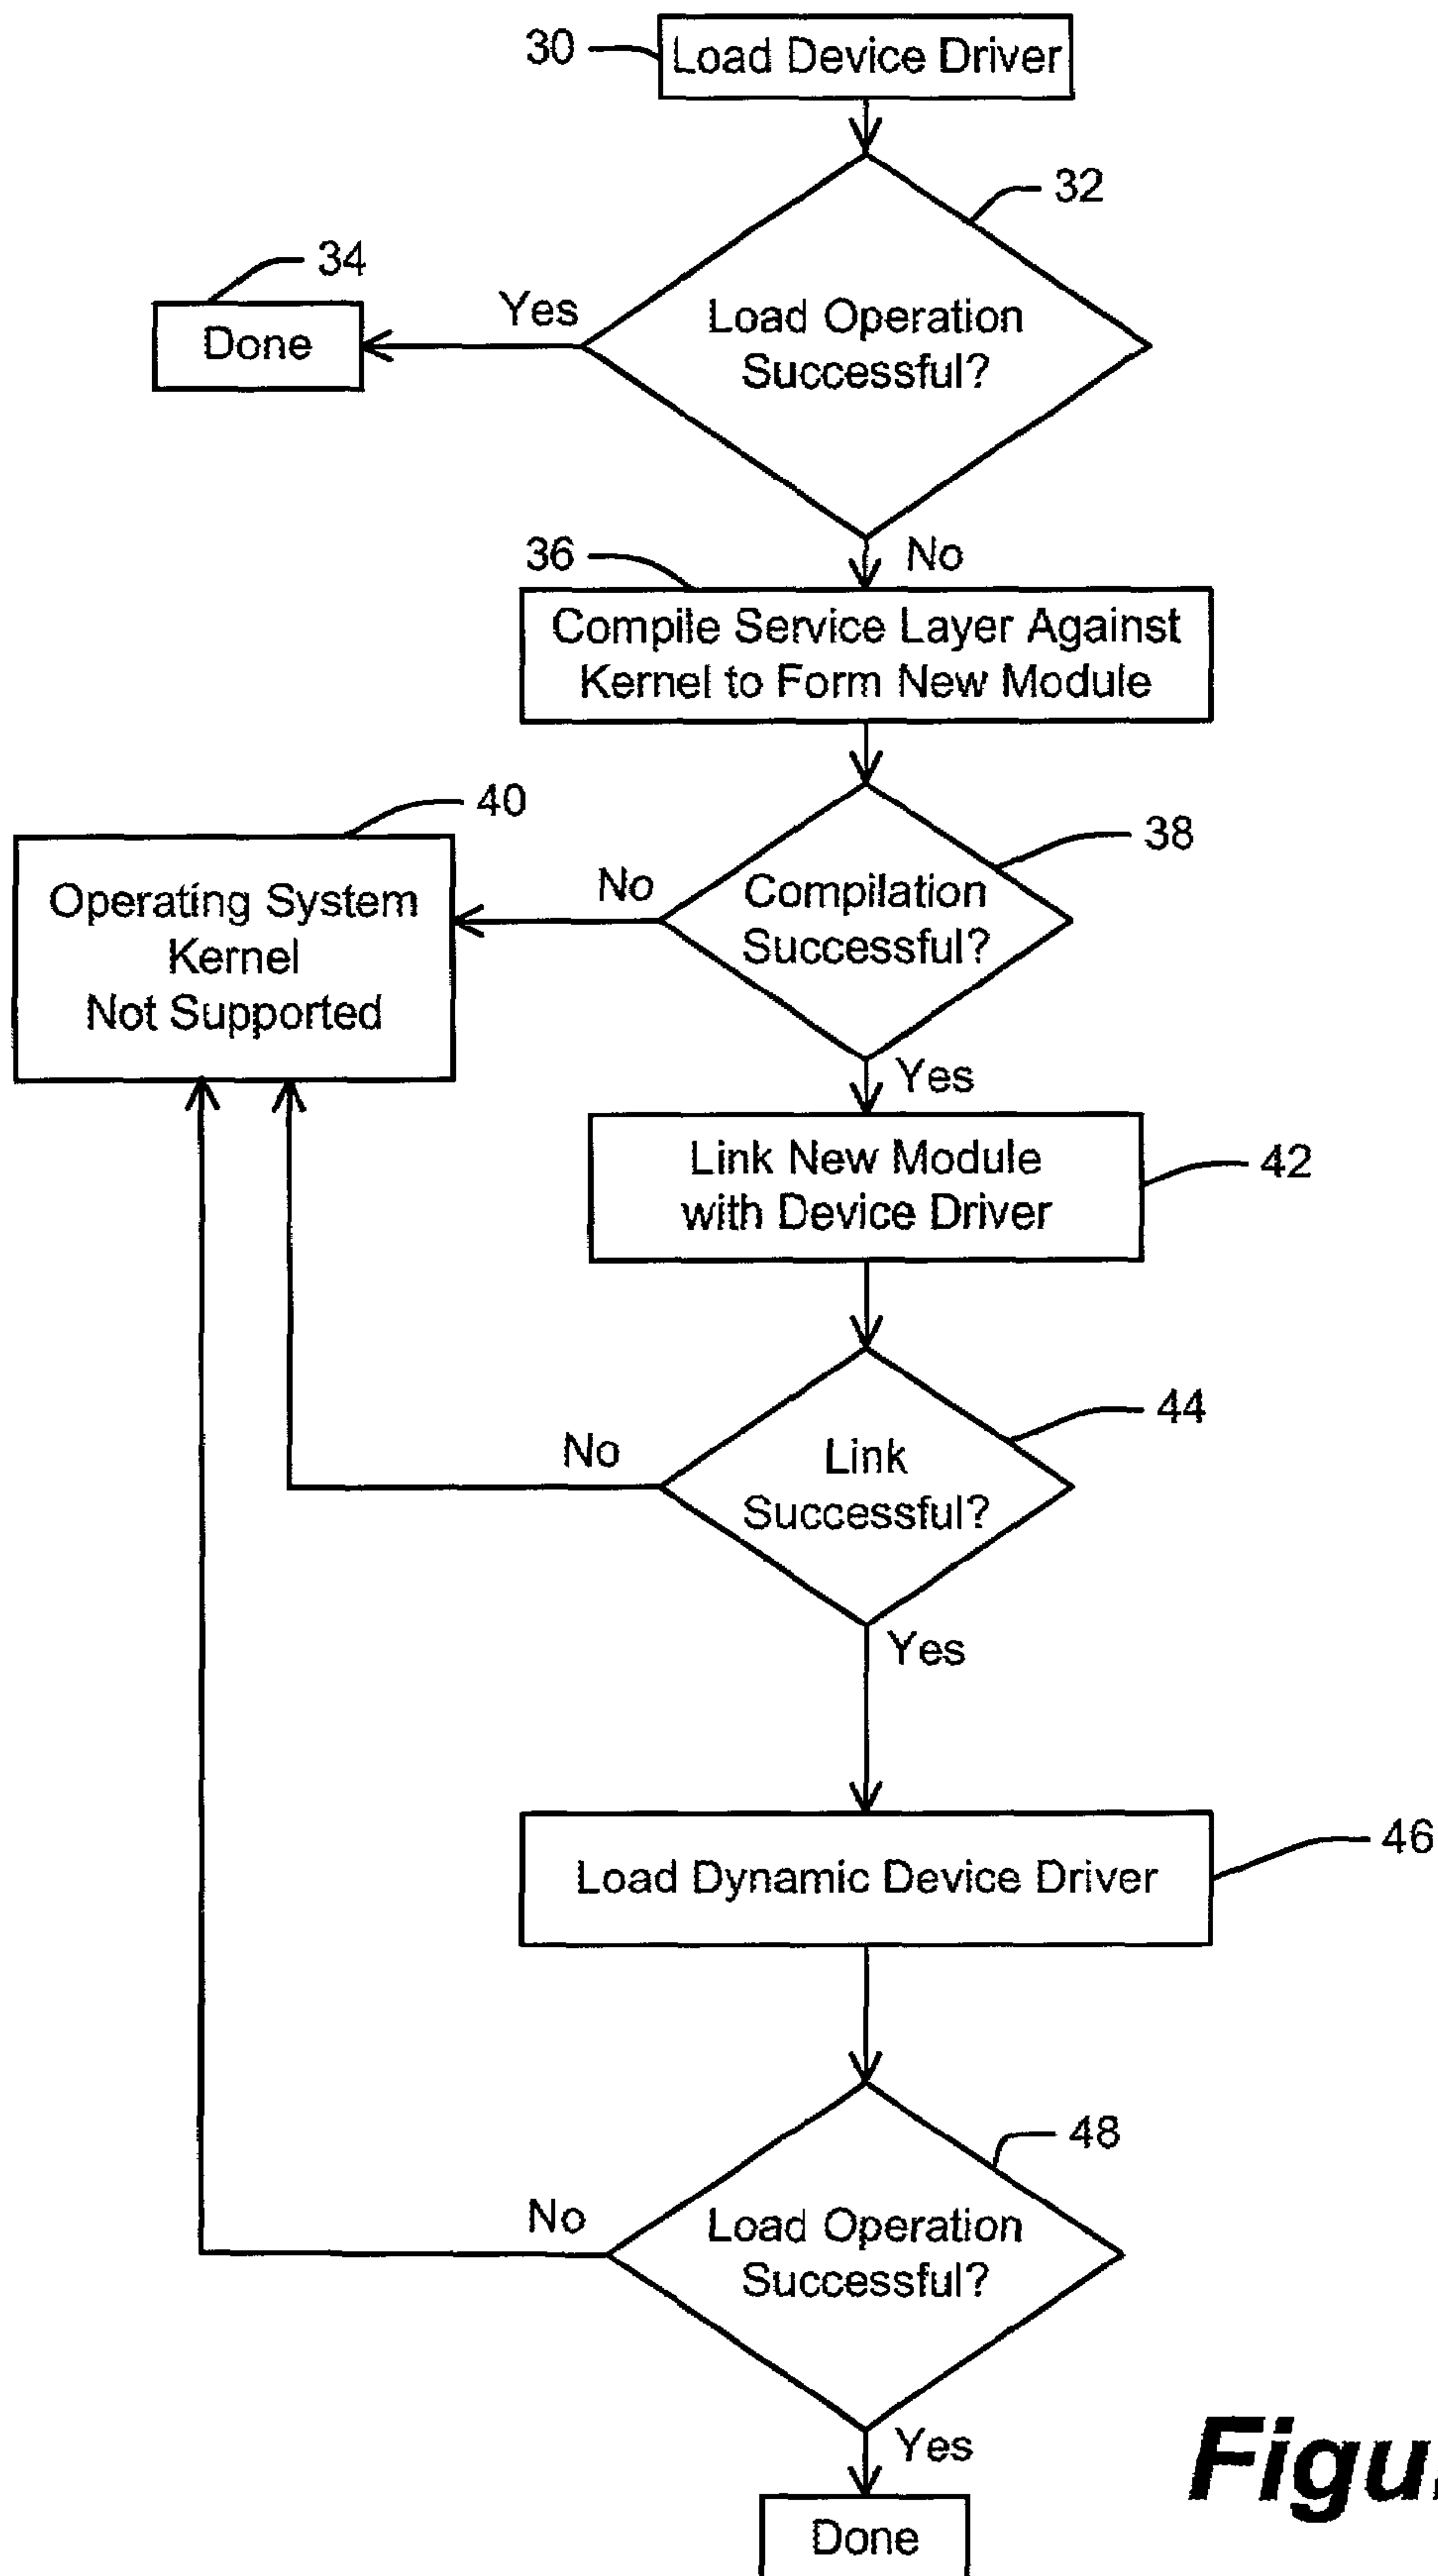 30
Load Device Driver
32
34
Done
Yes
Load Operation
Successful?
No
36
Compile Service Layer Against
Kernel to Form New Module
40
38
Operating System
Kernel
Not Supported
No
Compilation
Successful?
Yes
Link New Module
with Device Driver
42
44
No
Link
Successful?
Yes
Load Dynamic Device Driver
46
48
No
Load Operation
Successful?
Yes
Done